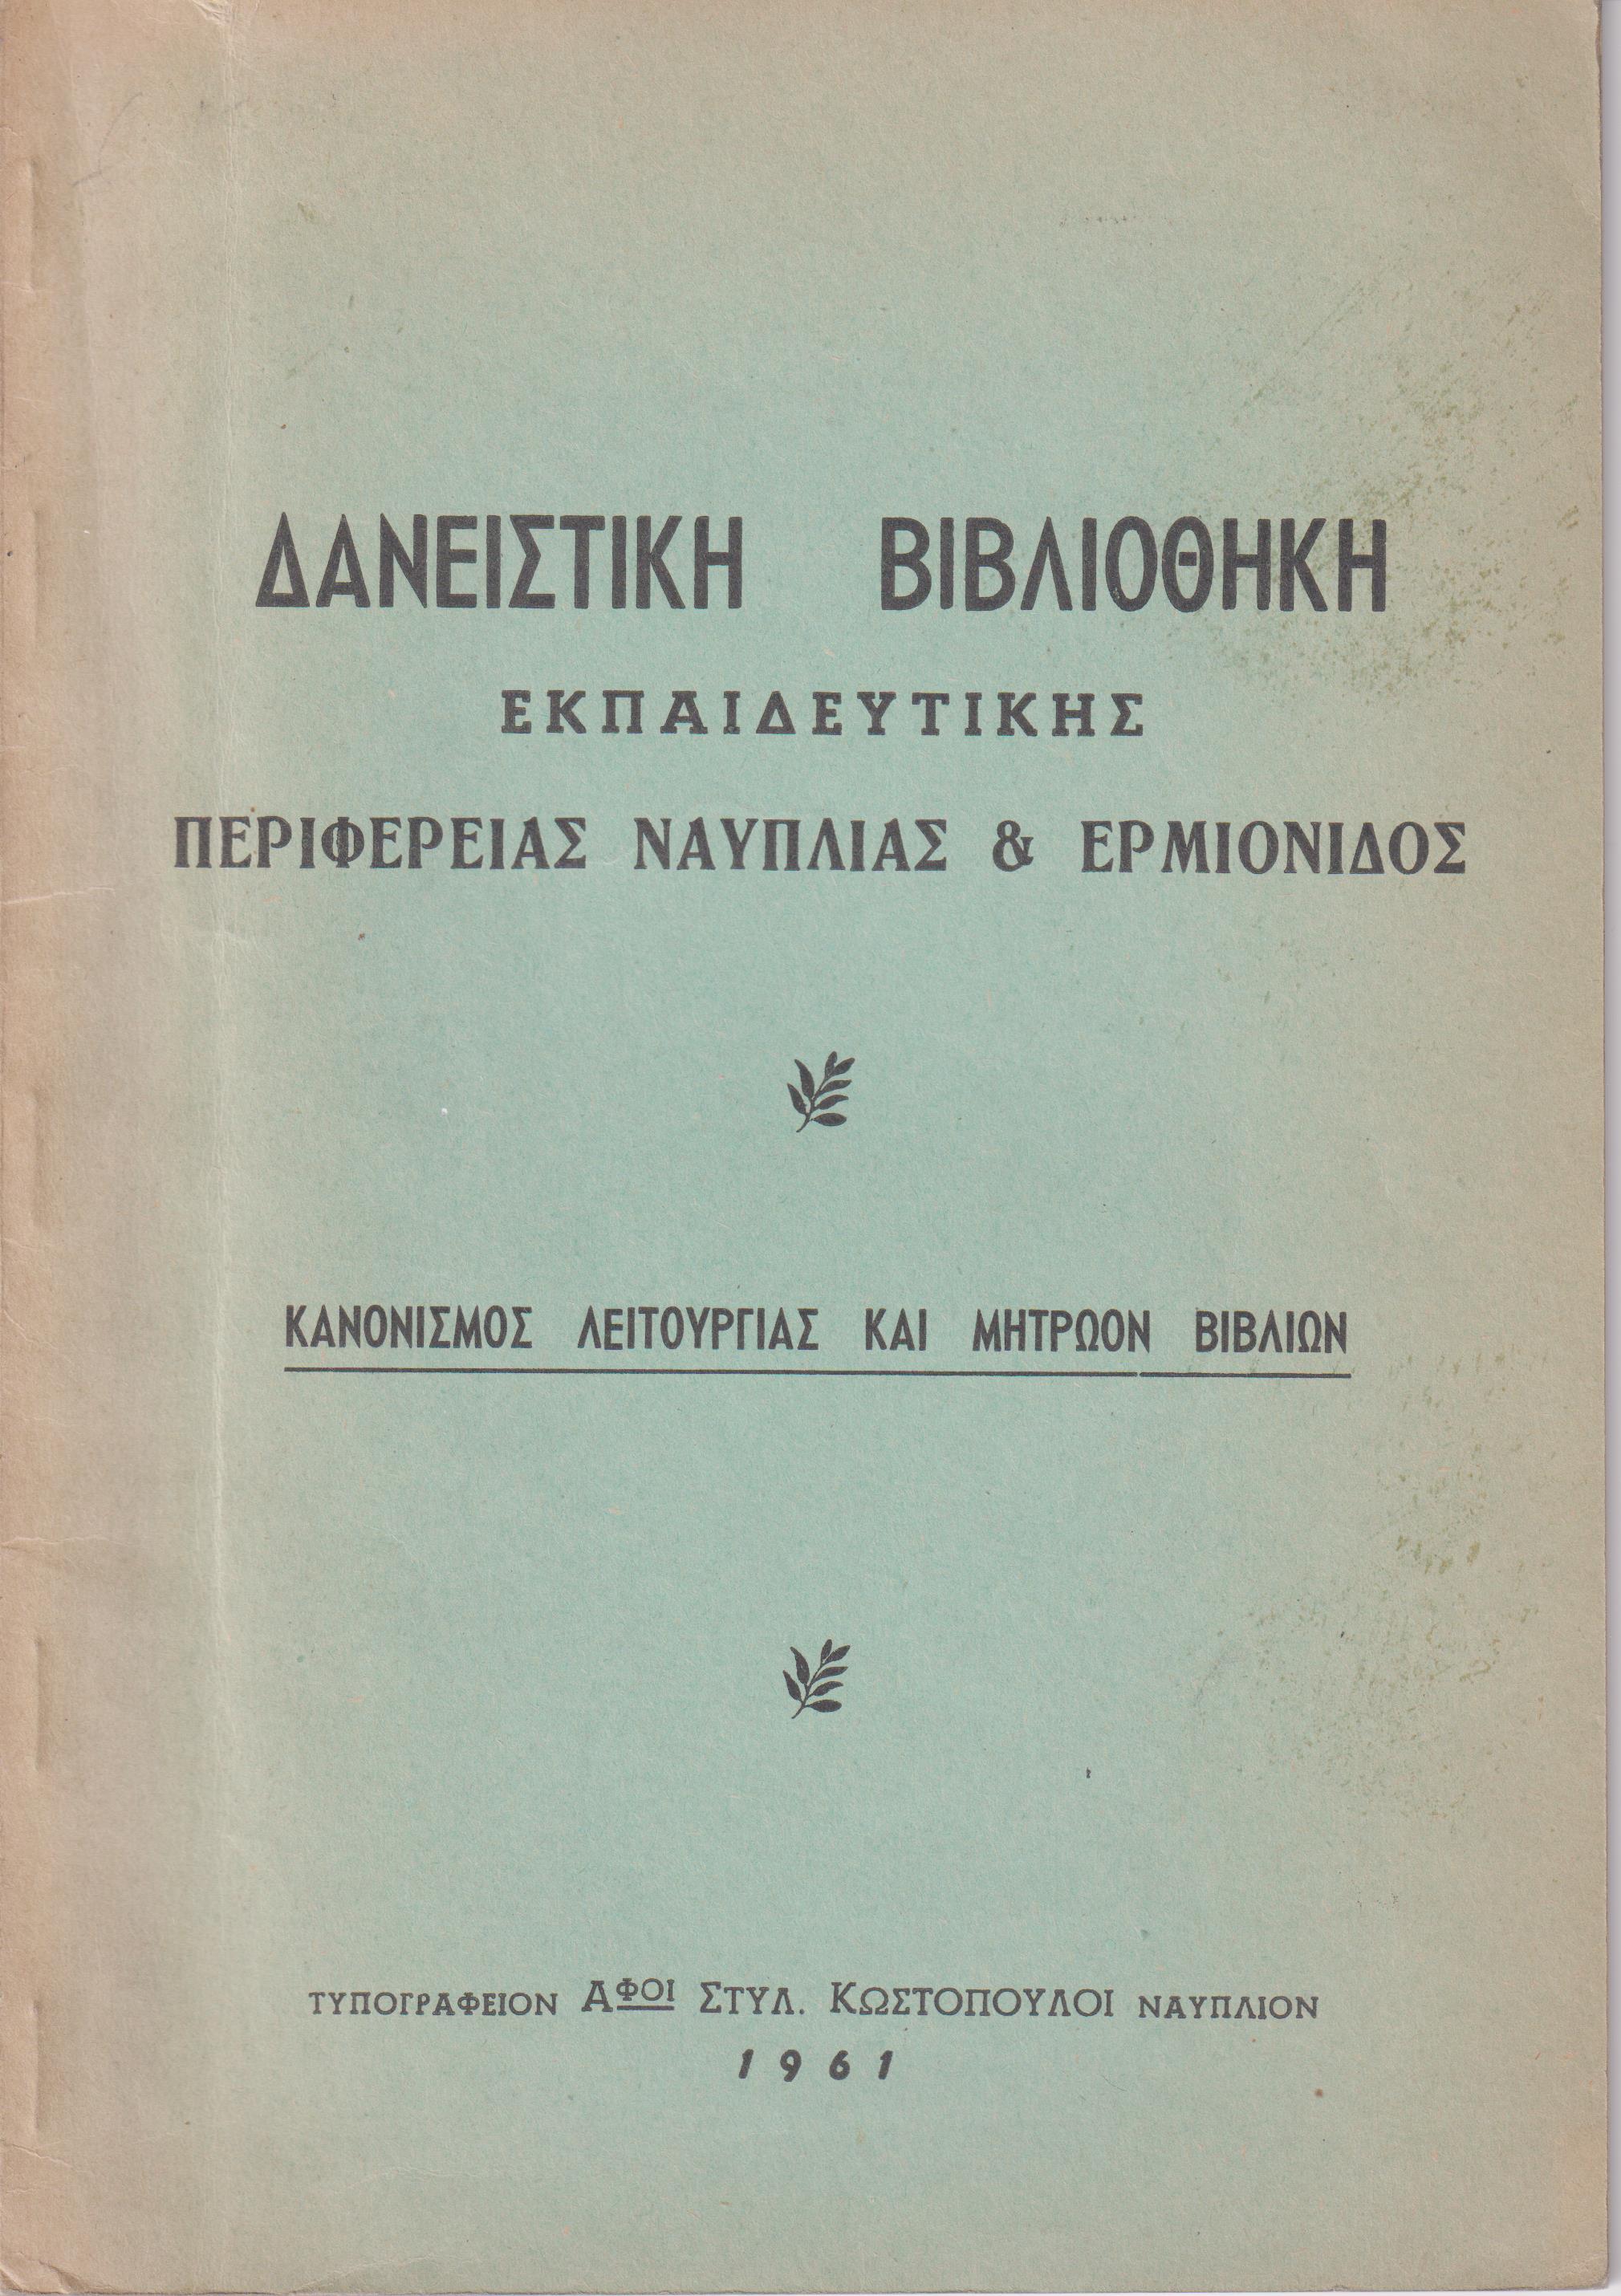 ΔΑΝΕΙΣΤΙΚΗ ΒΙΒΛΙΟΘΗΚΗ
ΕΚΠΑΙΔΕΥΤΙΚΗΣ
ΠΕΡΙΦΕΡΕΙΑΣ ΝΑΥΠΛΙΑΣ & ΕΡΜΙΟΝΙΔΟΣ
ΚΑΝΟΝΙΣΜΟΣ ΛΕΙΤΟΥΡΓΙΑΣ ΚΑΙ ΜΗΤΡΩΟΝ ΒΙΒΛΙΩΝ
ΤΥΠΟΓΡΑΦΕΙΟΝ ΑΦΟΙ ΣΤΥΛ. ΚΩΣΤΟΠΟΥΛΟΙ ΝΑΥΠΛΙΟΝ
1961